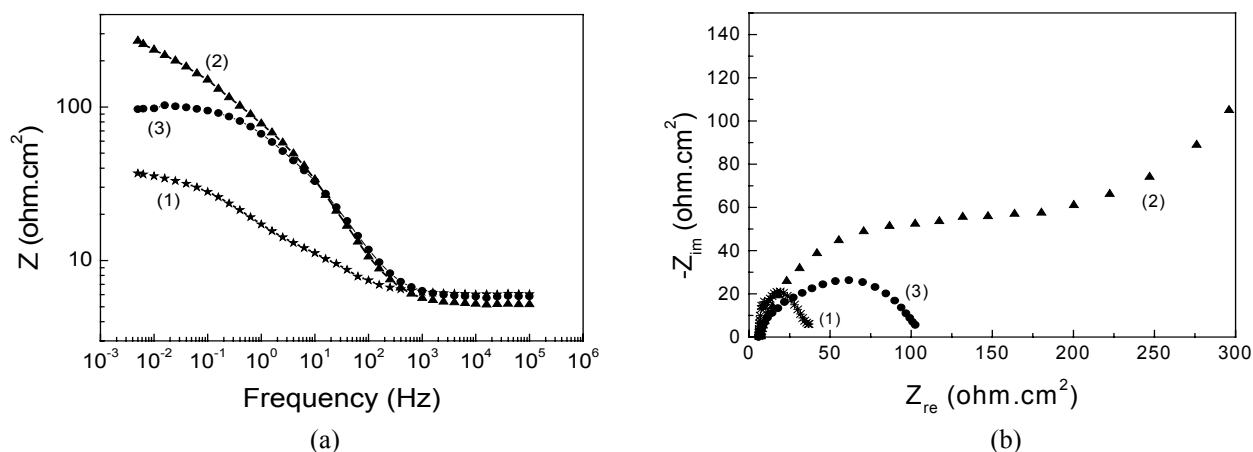 Z (ohm.cm²)
100
10
(2)
(3)
(1)
10⁻³ 10⁻² 10⁻¹ 10⁰ 10¹ 10² 10³ 10⁴ 10⁵ 10⁶
Frequency (Hz)
(a)
-Z_im (ohm.cm²)
140
120
100
80
60
40
20
0
(2)
(3)
(1)
0 50 100 150 200 250 300
Z_re (ohm.cm²)
(b)